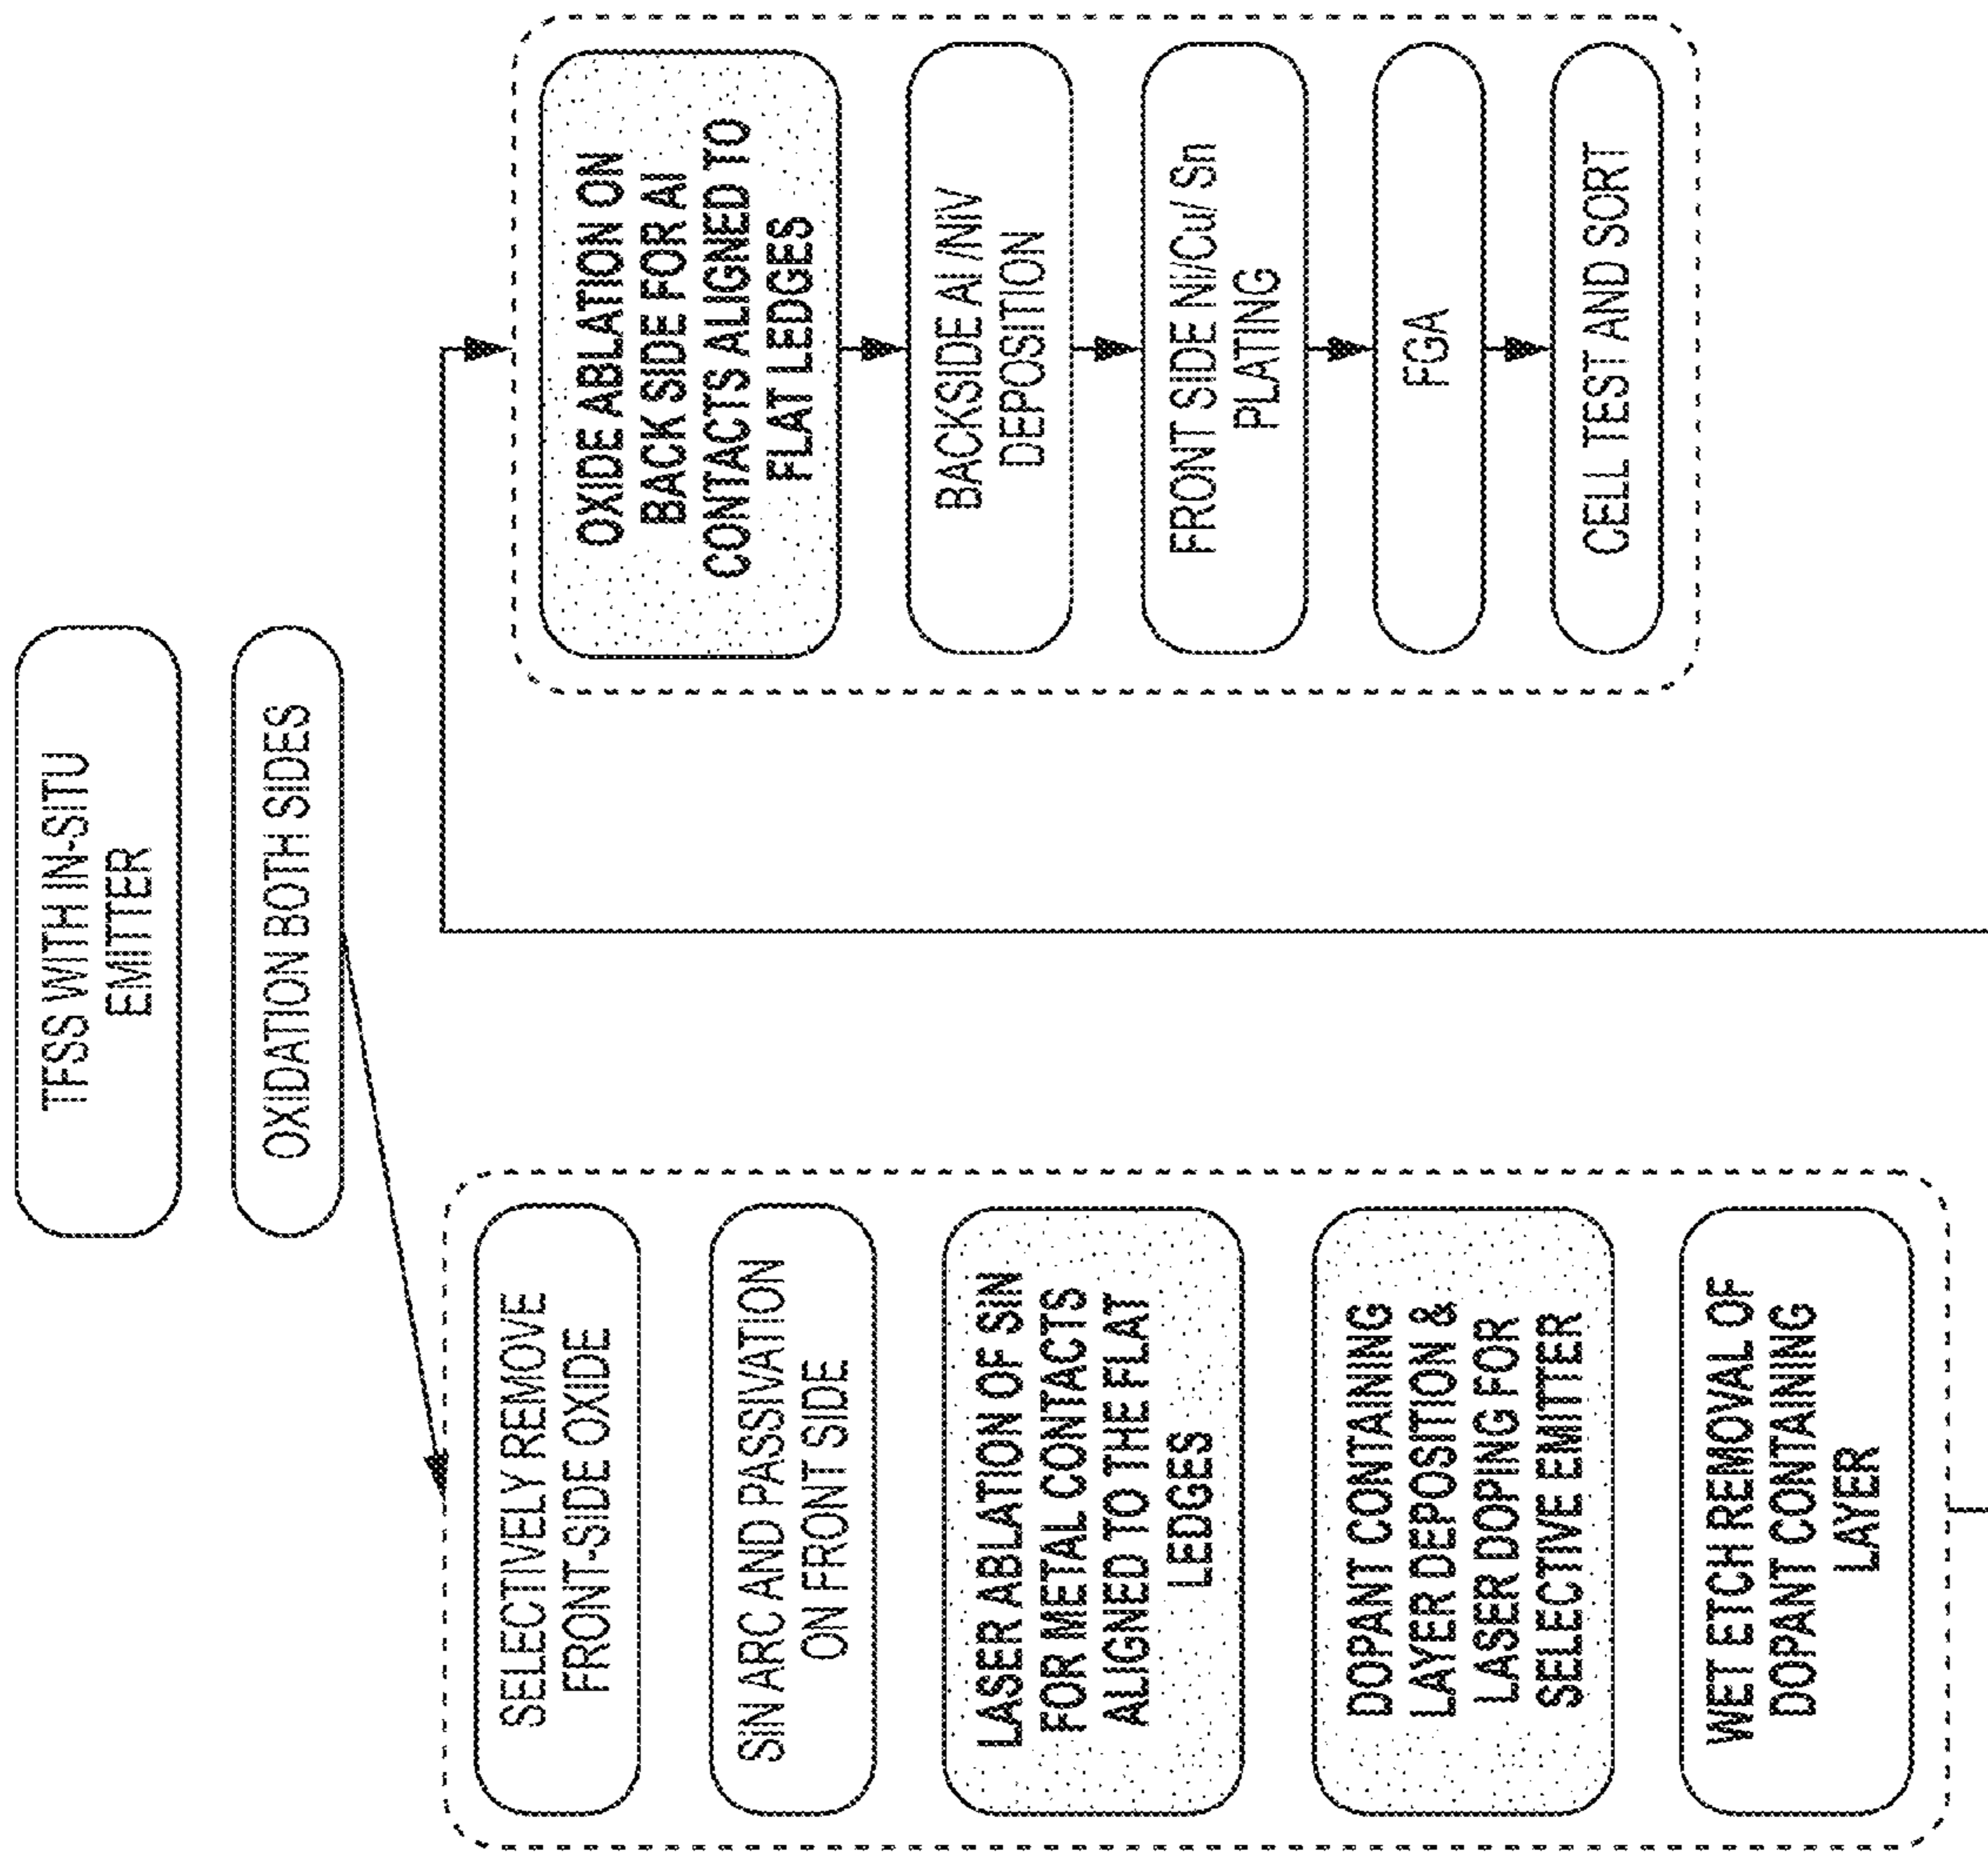 TFSS WITH IN-SITU
EMITTER
OXIDATION BOTH SIDES
SELECTIVELY REMOVE
FRONT-SIDE OXIDE
SIN ARC AND PASSIVATION
ON FRONT SIDE
LASER ABLATION OF SIN
FOR METAL CONTACTS
ALIGNED TO THE FLAT
LEDGES
DOPANT CONTAINING
LAYER DEPOSITION &
LASER DOPING FOR
SELECTIVE EMITTER
WET ETCH REMOVAL OF
DOPANT CONTAINING
LAYER
OXIDE ABLATION ON
BACK SIDE FOR Al
CONTACTS ALIGNED TO
FLAT LEDGES
BACKSIDE Al/NiV
DEPOSITION
FRONT SIDE Ni/Cu/ Sn
PLATING
FGA
CELL TEST AND SORT